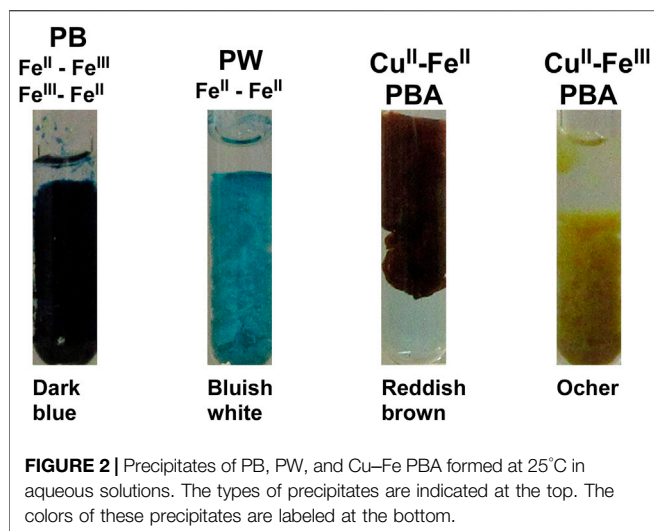 PB
Fe^II - Fe^III
Fe^III- Fe^II
PW
Fe^II - Fe^II
Cu^II-Fe^II
PBA
Cu^II-Fe^III
PBA
Dark
blue
Bluish
white
Reddish
brown
Ocher
FIGURE 2 | Precipitates of PB, PW, and Cu–Fe PBA formed at 25°C in
aqueous solutions. The types of precipitates are indicated at the top. The
colors of these precipitates are labeled at the bottom.